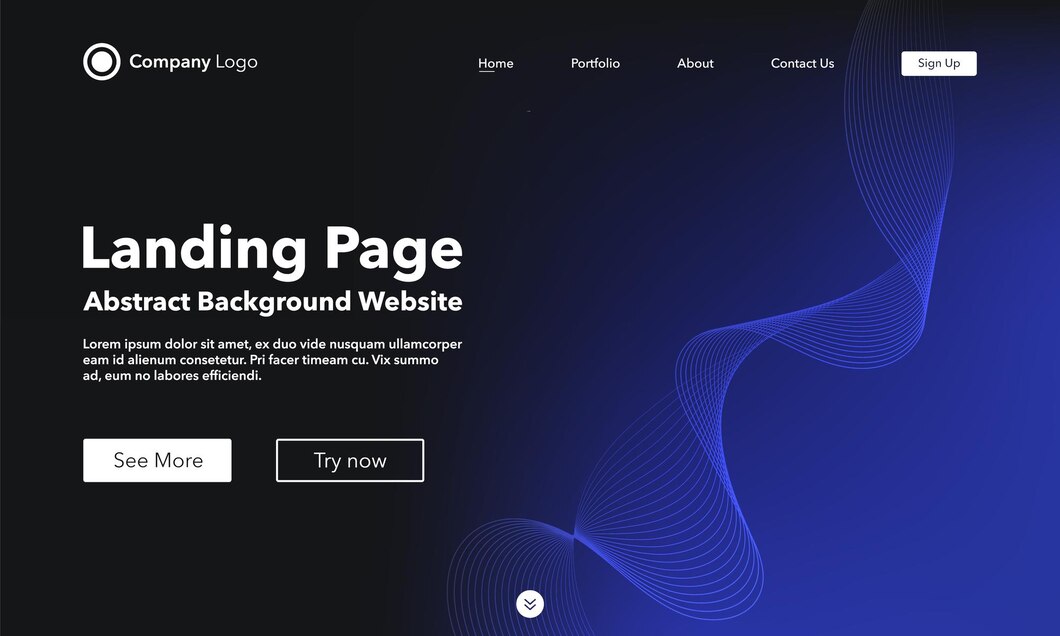 Company Logo
Home
Portfolio
About
Contact Us
Sign Up
Landing Page
Abstract Background Website
Lorem ipsum dolor sit amet, ex duo vide nusquam ullamcorper
eam id alienum consetetur. Pri facer timeam cu. Vix summo
ad, eum no labores efficiendi.
See More
Try now